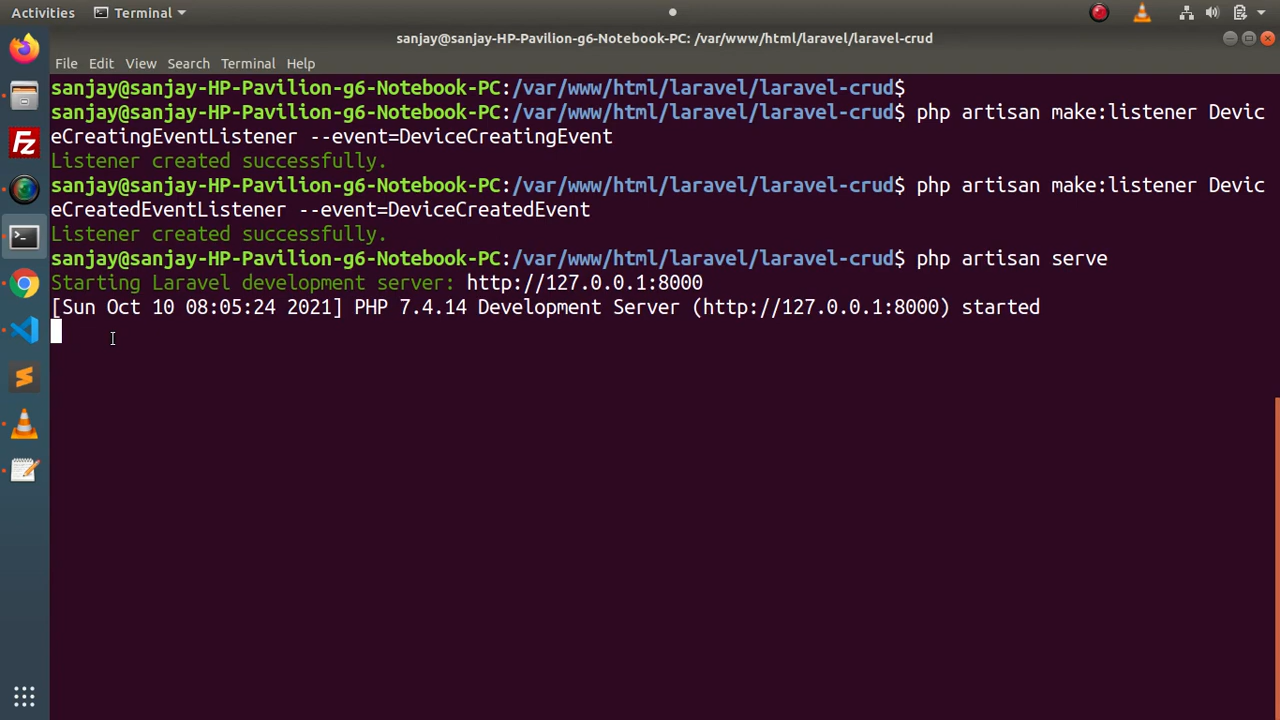 Activities Terminal
sanjay@sanjay-HP-Pavilion-g6-Notebook-PC: /var/www/html/laravel/laravel-crud
File Edit View Search Terminal Help
sanjay@sanjay-HP-Pavilion-g6-Notebook-PC:/var/www/html/laravel/laravel-crud$
sanjay@sanjay-HP-Pavilion-g6-Notebook-PC:/var/www/html/laravel/laravel-crud$ php artisan make:listener Devic
eCreatingEventListener --event=DeviceCreatingEvent
Listener created successfully.
sanjay@sanjay-HP-Pavilion-g6-Notebook-PC:/var/www/html/laravel/laravel-crud$ php artisan make:listener Devic
eCreatedEventListener --event=DeviceCreatedEvent
Listener created successfully.
sanjay@sanjay-HP-Pavilion-g6-Notebook-PC:/var/www/html/laravel/laravel-crud$ php artisan serve
Starting Laravel development server: http://127.0.0.1:8000
[Sun Oct 10 08:05:24 2021] PHP 7.4.14 Development Server (http://127.0.0.1:8000) started